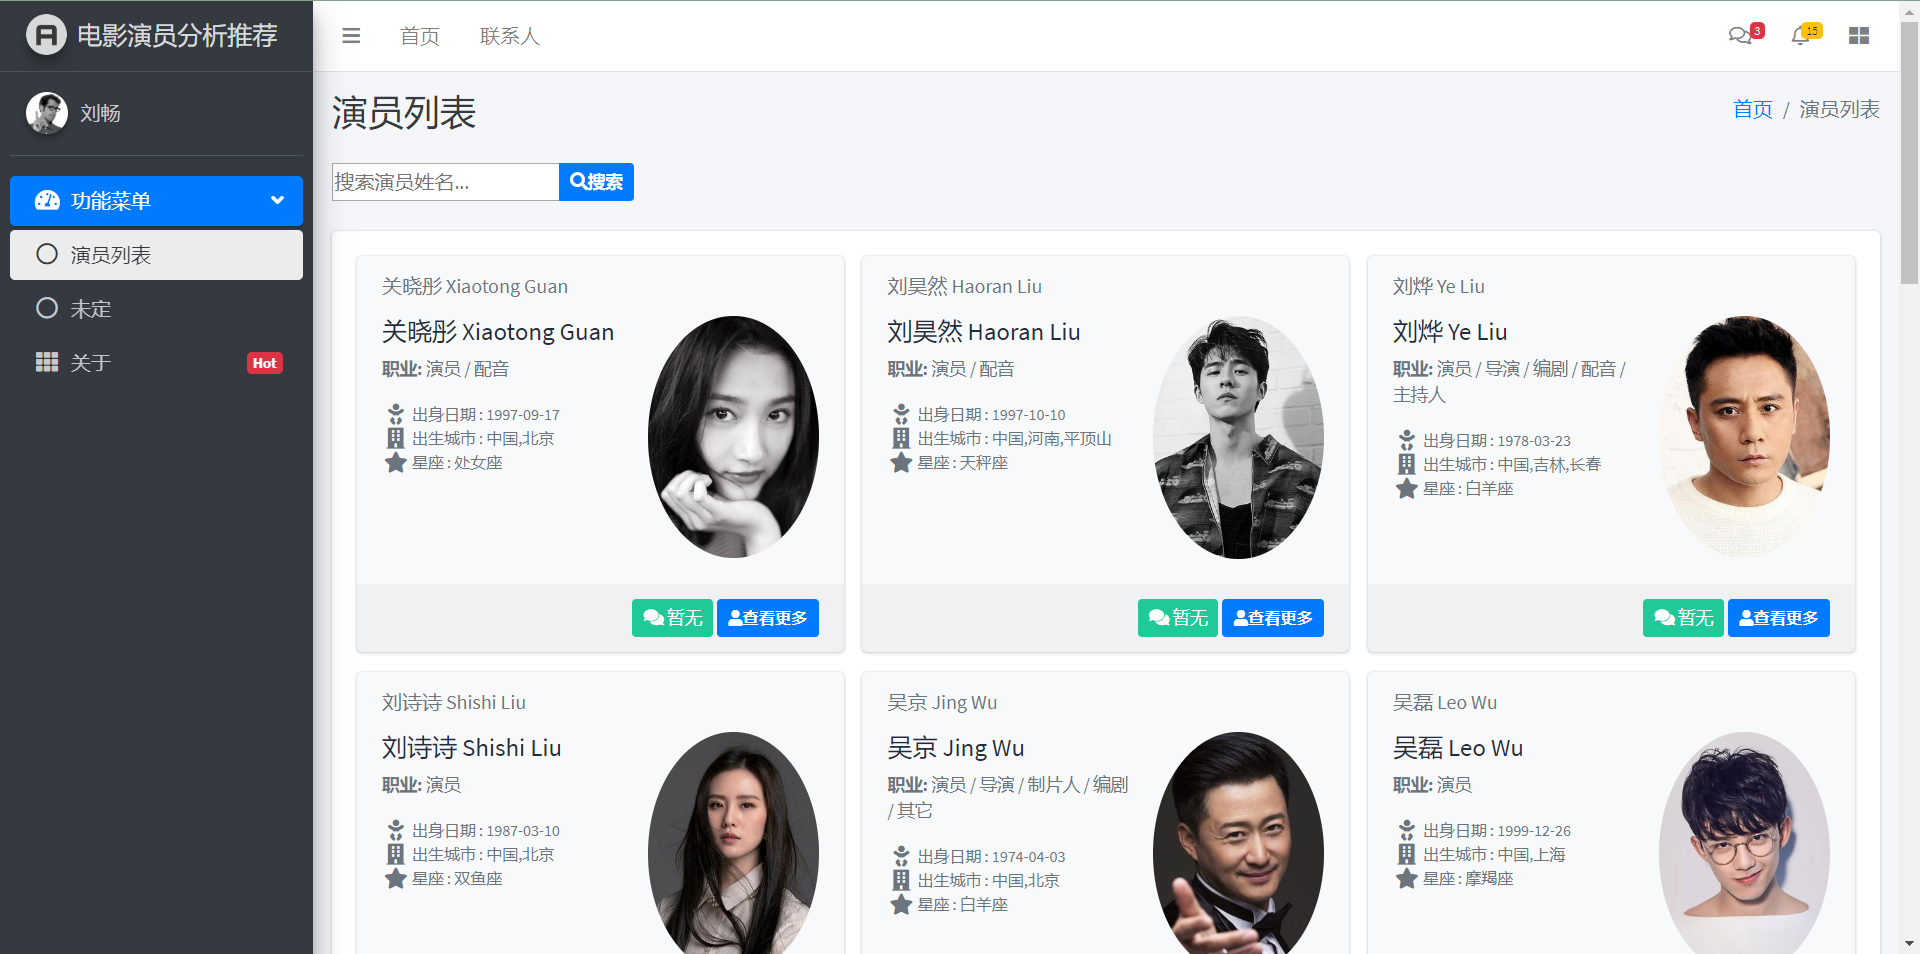 电影演员分析推荐
首页
联系人
3
15
刘畅
功能菜单
演员列表
未定
关于
Hot
演员列表
首页 / 演员列表
搜索演员姓名...
搜索
关晓彤 Xiaotong Guan
关晓彤 Xiaotong Guan
职业: 演员 / 配音
出身日期 : 1997-09-17
出生城市 : 中国,北京
星座 : 处女座
暂无
查看更多
刘昊然 Haoran Liu
刘昊然 Haoran Liu
职业: 演员 / 配音
出身日期 : 1997-10-10
出生城市 : 中国,河南,平顶山
星座 : 天秤座
暂无
查看更多
刘烨 Ye Liu
刘烨 Ye Liu
职业: 演员 / 导演 / 编剧 / 配音 /
主持人
出身日期 : 1978-03-23
出生城市 : 中国,吉林,长春
星座 : 白羊座
暂无
查看更多
刘诗诗 Shishi Liu
刘诗诗 Shishi Liu
职业: 演员
出身日期 : 1987-03-10
出生城市 : 中国,北京
星座 : 双鱼座
吴京 Jing Wu
吴京 Jing Wu
职业: 演员 / 导演 / 制片人 / 编剧
/ 其它
出身日期 : 1974-04-03
出生城市 : 中国,北京
星座 : 白羊座
吴磊 Leo Wu
吴磊 Leo Wu
职业: 演员
出身日期 : 1999-12-26
出生城市 : 中国,上海
星座 : 摩羯座